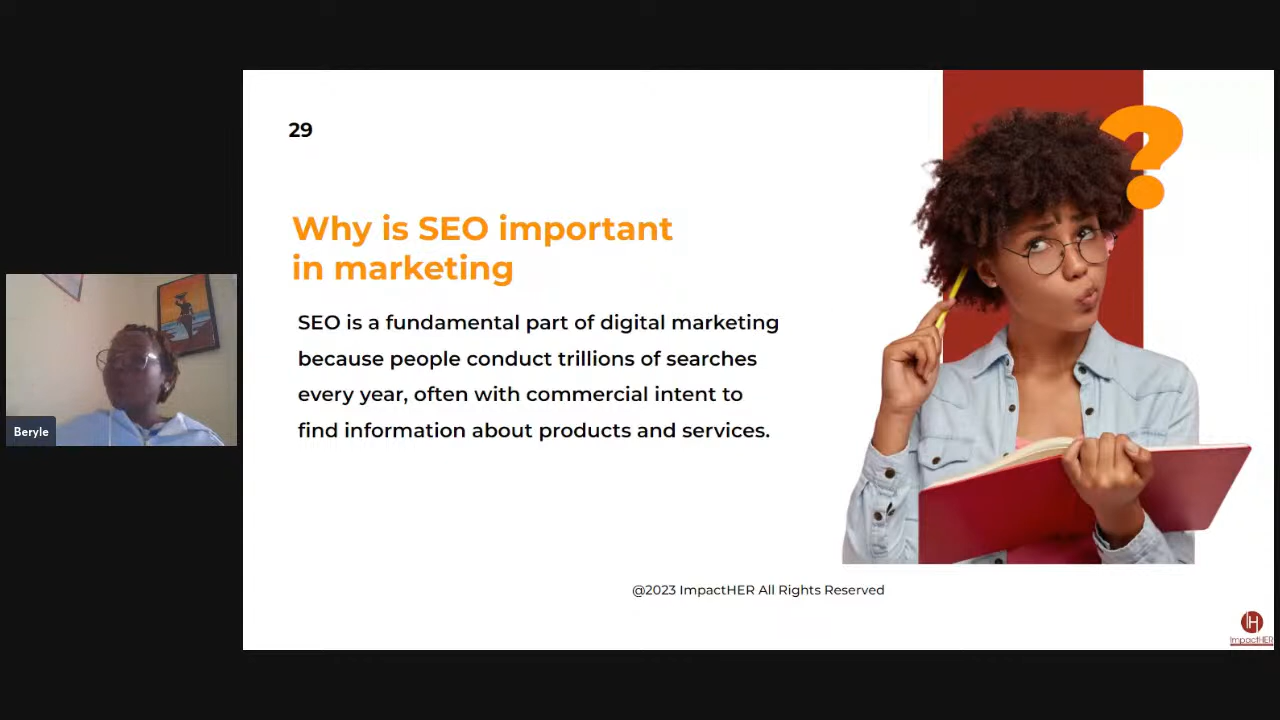 29
Why is SEO important
in marketing
SEO is a fundamental part of digital marketing
because people conduct trillions of searches
every year, often with commercial intent to
find information about products and services.
?
Beryle
@2023 ImpactHER All Rights Reserved
IH
ImpactHER